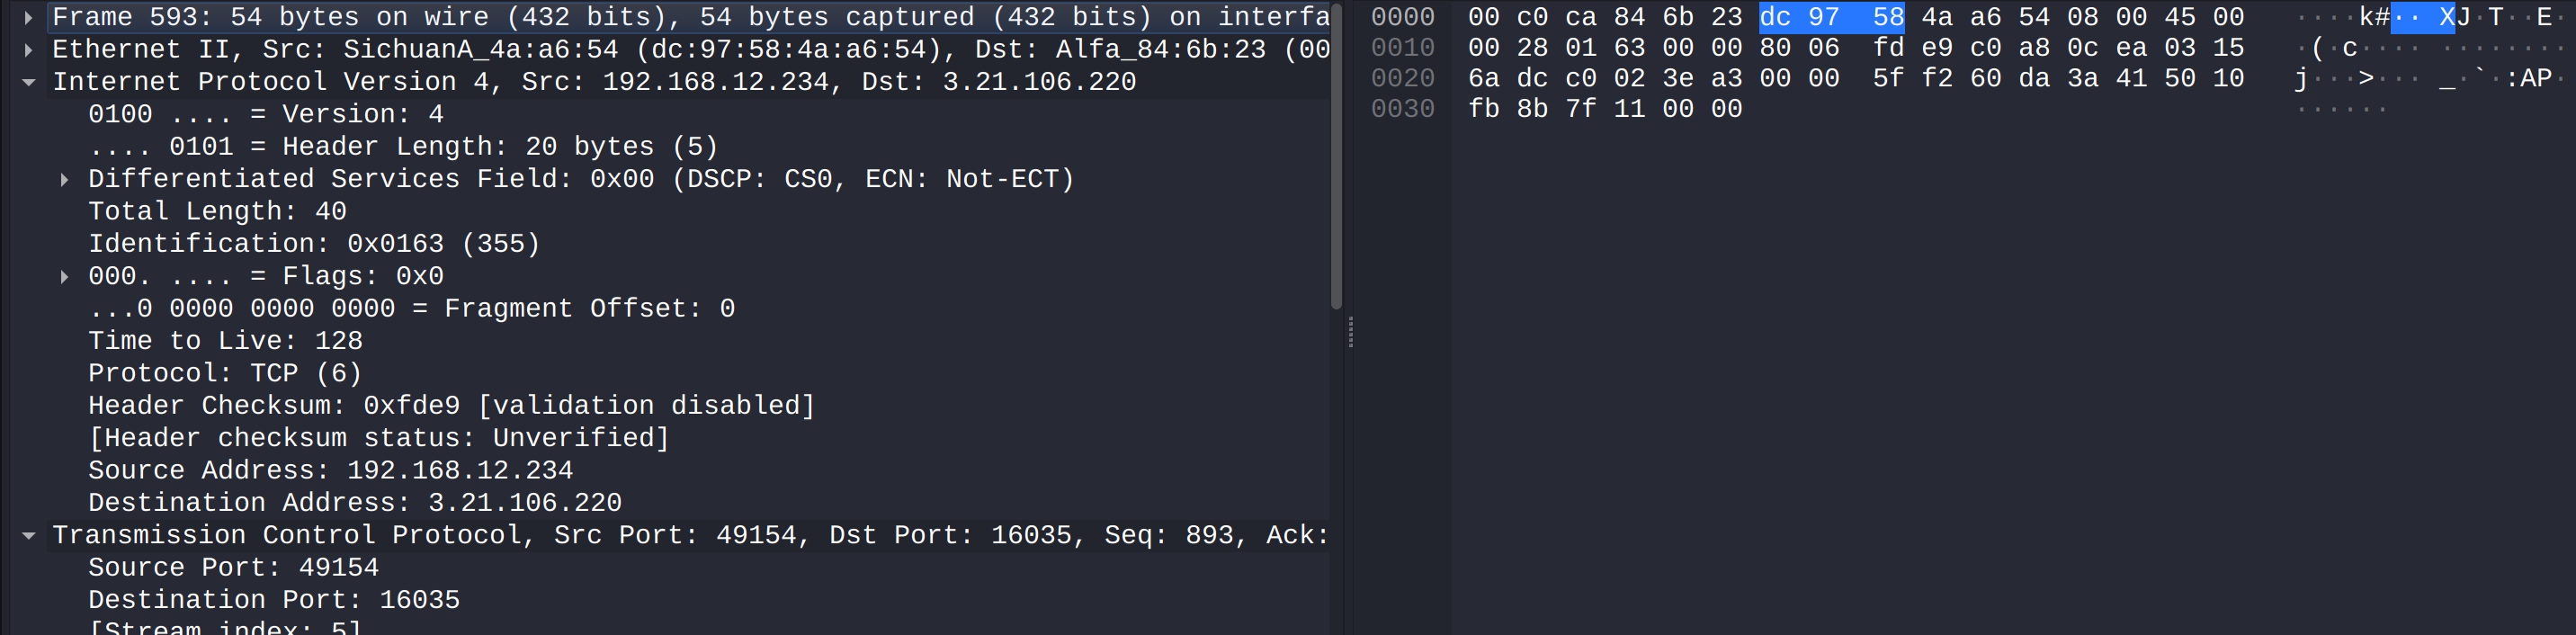 Frame 593: 54 bytes on wire (432 bits), 54 bytes captured (432 bits) on interfa
Ethernet II, Src: SichuanA_4a:a6:54 (dc:97:58:4a:a6:54), Dst: Alfa_84:6b:23 (00
Internet Protocol Version 4, Src: 192.168.12.234, Dst: 3.21.106.220
0100 .... = Version: 4
.... 0101 = Header Length: 20 bytes (5)
Differentiated Services Field: 0x00 (DSCP: CS0, ECN: Not-ECT)
Total Length: 40
Identification: 0x0163 (355)
000. .... = Flags: 0x0
...0 0000 0000 0000 = Fragment Offset: 0
Time to Live: 128
Protocol: TCP (6)
Header Checksum: 0xfde9 [validation disabled]
[Header checksum status: Unverified]
Source Address: 192.168.12.234
Destination Address: 3.21.106.220
Transmission Control Protocol, Src Port: 49154, Dst Port: 16035, Seq: 893, Ack:
Source Port: 49154
Destination Port: 16035
[Stream index: 5]
0000 00 c0 ca 84 6b 23 dc 97 58 4a a6 54 08 00 45 00 ····k#·· XJ·T··E·
0010 00 28 01 63 00 00 80 06 fd e9 c0 a8 0c ea 03 15 ·(·c···· ········
0020 6a dc c0 02 3e a3 00 00 5f f2 60 da 3a 41 50 10 j···>··· _·`·:AP·
0030 fb 8b 7f 11 00 00 ······